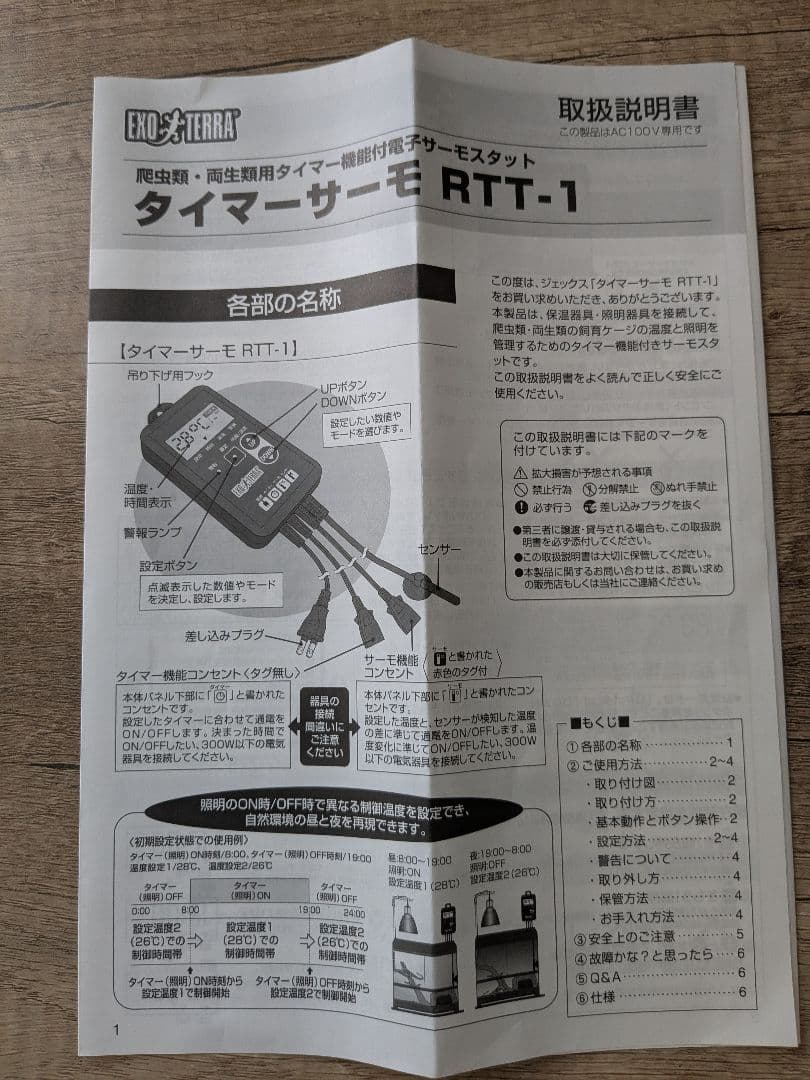 EXO TERRA
取扱説明書
この製品はAC100V専用です
爬虫類・両生類用タイマー機能付電子サーモスタット
タイマーサーモ RTT-1
各部の名称
【タイマーサーモ RTT-1】
吊り下げ用フック
UPボタン
DOWNボタン
設定したい数値や
モードを選びます。
28℃
温度・
時間表示
警報ランプ
設定ボタン
点滅表示した数値やモード
を決定し、設定します。
センサー
差し込みプラグ
タイマー機能コンセント〈タグ無し〉
本体パネル下部に「タイマー」と書かれた
コンセントです。
設定したタイマーに合わせて通電を
ON/OFFします。決まった時間で
ON/OFFしたい、300W以下の電気
器具を接続してください。
器具の
接続
間違いに
ご注意
ください
サーモ機能
コンセント
サーモ
と書かれた
赤色のタグ付
本体パネル下部に「サーモ」と書かれたコン
セントです。
設定した温度と、センサーが検知した温度
の差に準じて通電をON/OFFします。温
度変化に準じてON/OFFしたい、300W
以下の電気器具を接続してください。
照明のON時/OFF時で異なる制御温度を設定でき、
自然環境の昼と夜を再現できます。
〈初期設定状態での使用例〉
タイマー(照明)ON時刻/8:00、タイマー(照明)OFF時刻/19:00
温度設定1/28℃、温度設定2/26℃
タイマー
(照明)OFF
タイマー
(照明)ON
タイマー
(照明)OFF
0:00 8:00 19:00 24:00
設定温度2
(26℃)での
制御時間帯
設定温度1
(28℃)での
制御時間帯
設定温度2
(26℃)での
制御時間帯
タイマー(照明)ON時刻から
設定温度1で制御開始
タイマー(照明)OFF時刻から
設定温度2で制御開始
昼:8:00~19:00
照明:ON
設定温度1(28℃)
夜:19:00~8:00
照明:OFF
設定温度2(26℃)
1
この度は、ジェックス「タイマーサーモ RTT-1」
をお買い求めいただき、ありがとうございます。
本製品は、保温器具・照明器具を接続して、
爬虫類・両生類の飼育ケージの温度と照明を
管理するためのタイマー機能付きサーモスタ
ットです。
この取扱説明書をよく読んで正しく安全にご
使用ください。
この取扱説明書には下記のマークを
付けています。
拡大損害が予想される事項
禁止行為 分解禁止 ぬれ手禁止
必ず行う 差し込みプラグを抜く
●第三者に譲渡・貸与される場合も、この取扱説
明書を必ず添付してください。
●この取扱説明書は大切に保管してください。
●本製品に関するお問い合わせは、お買い求め
の販売店もしくは当社にご連絡ください。
■もくじ■
①各部の名称 1
②ご使用方法 2~4
・取り付け図 2
・取り付け方 2
・基本動作とボタン操作 2
・設定方法 2~4
・警告について 4
・取り外し方 4
・保管方法 4
・お手入れ方法 4
③安全上のご注意 5
④故障かな?と思ったら 6
⑤Q&A 6
⑥仕様 6